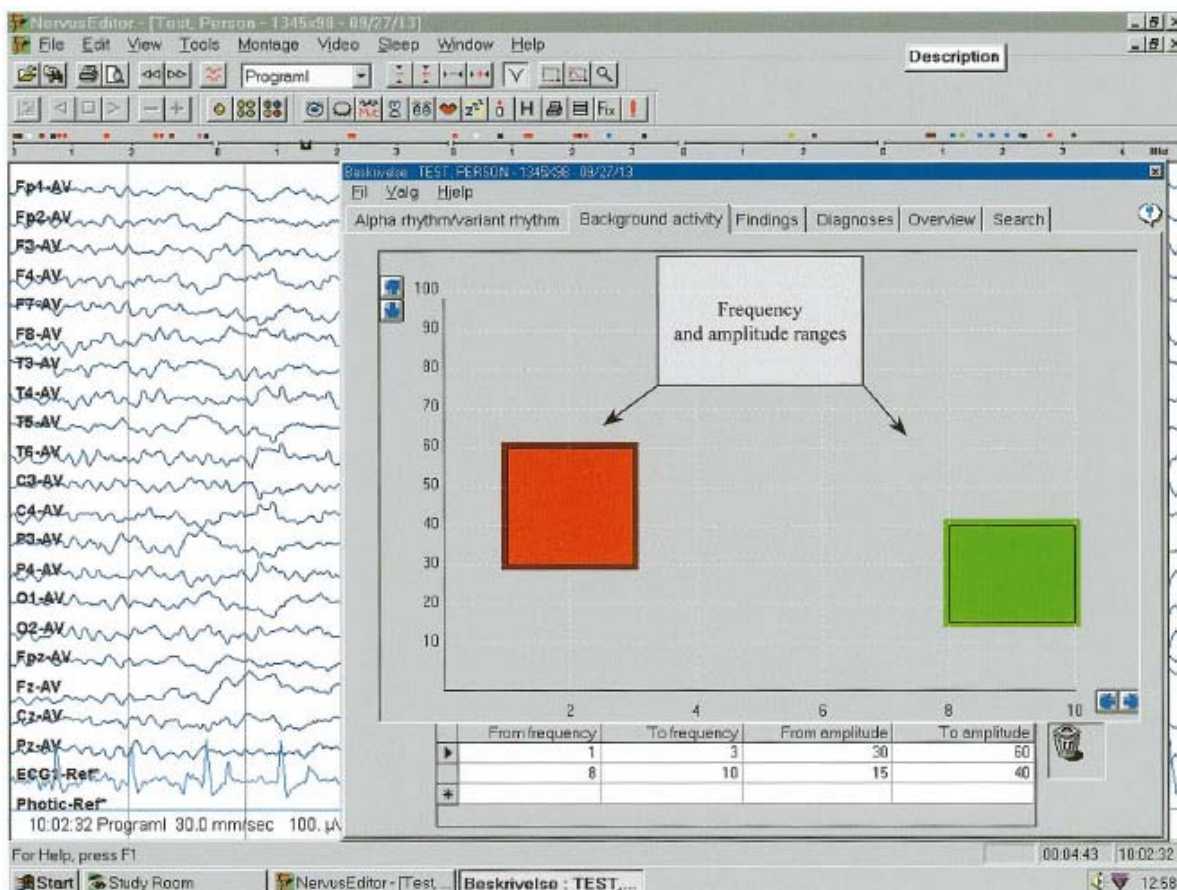 NervusEditor - [Test, Person - 1345x98 - 09/27/13]
File Edit View Tools Montage Video Sleep Window Help
Description
ProgramI
Fix
Beskrivelse : TEST, PERSON - 1345X98 - 09/27/13
Fil Valg Hjelp
Alpha rhythm/variant rhythm Background activity Findings Diagnoses Overview Search
Fp1-AV
Fp2-AV
F3-AV
F4-AV
F7-AV
F8-AV
T3-AV
T4-AV
T5-AV
T6-AV
C3-AV
C4-AV
P3-AV
P4-AV
O1-AV
O2-AV
Fpz-AV
Fz-AV
Cz-AV
Pz-AV
ECG1-Ref*
Photic-Ref*
10:02:32 ProgramI 30.0 mm/sec 100. µV
Frequency
and amplitude ranges
100
90
80
70
60
50
40
30
20
10
2 4 6 8 10
From frequency To frequency From amplitude To amplitude
1 3 30 60
8 10 15 40
For Help, press F1
00:04:43 10:02:32
Start Study Room NervusEditor - [Test, ... Beskrivelse : TEST,...
12:58